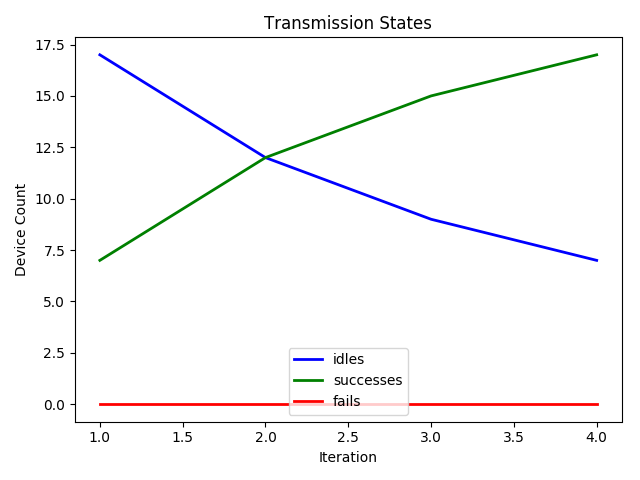 Transmission States
17.5
15.0
12.5
10.0
7.5
5.0
2.5
0.0
Device Count
idles
successes
fails
1.0 1.5 2.0 2.5 3.0 3.5 4.0
Iteration